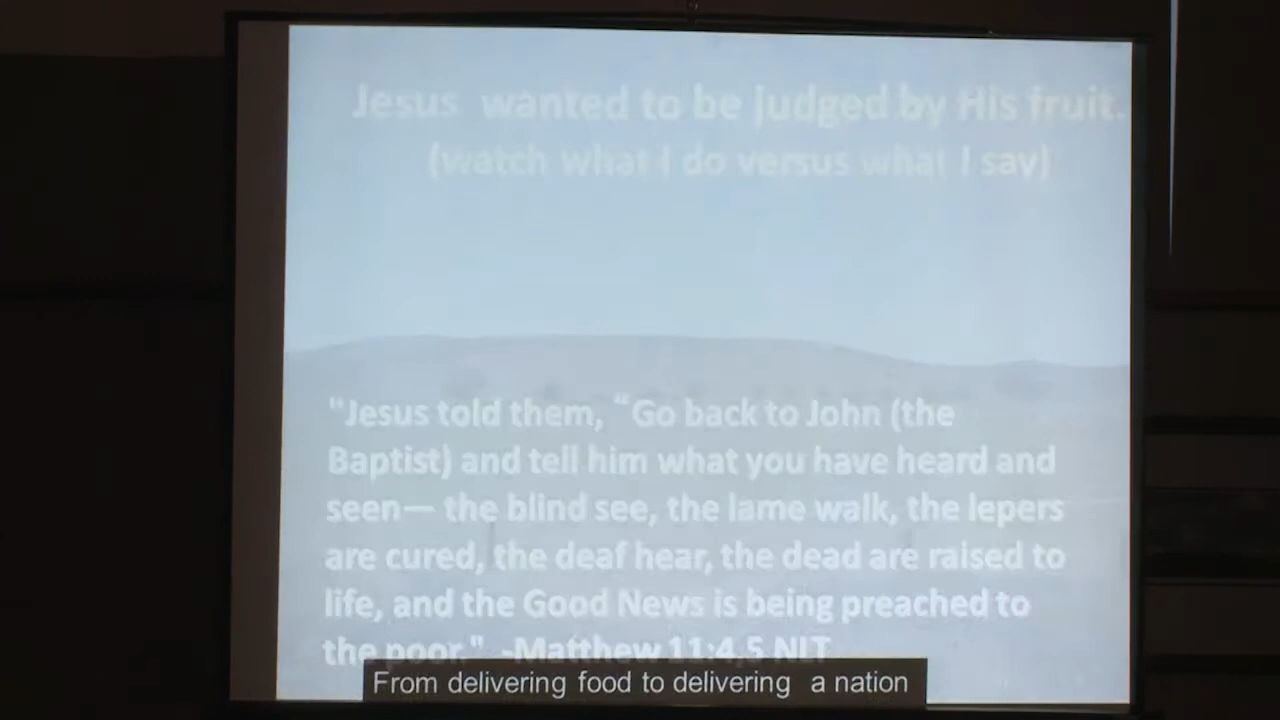 Jesus wanted to be judged by His fruit.
(watch what I do versus what I say)
"Jesus told them, “Go back to John (the
Baptist) and tell him what you have heard and
seen— the blind see, the lame walk, the lepers
are cured, the deaf hear, the dead are raised to
life, and the Good News is being preached to
the poor." -Matthew 11:4,5 NLT
From delivering food to delivering a nation